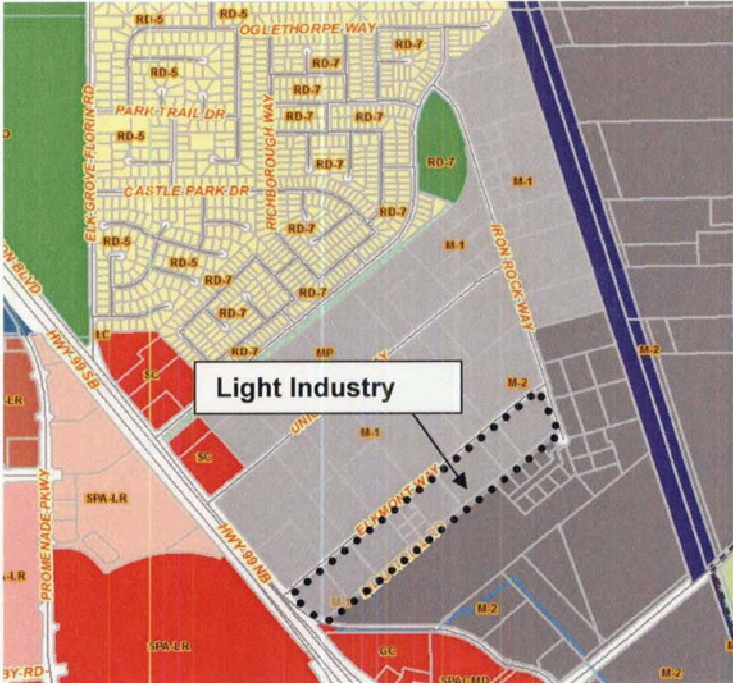 RD-5
OGLETHORPE WAY
RD-7
RD-5
RD-7
ELK-GROVE-FLORIN RD
PARK-TRAIL DR
RICHBOROUGH WAY
RD-7
RD-7
RD-5
RD-7
RD-7
CASTLE-PARK-DR
M-1
RD-7
RD-5
RD-7
M-1
IRON-ROCK-WAY
RD-5
RD-7
RD-7
RD-7
LC
RD-7
MP
M-2
HWY-99 SB
SC
Light Industry
M-2
M-1
SC
ELKMONT-WAY
SPA-LR
PROMENADE-PKWY
HWY-99 NB
M-2
SPA-LR
GC
M-2